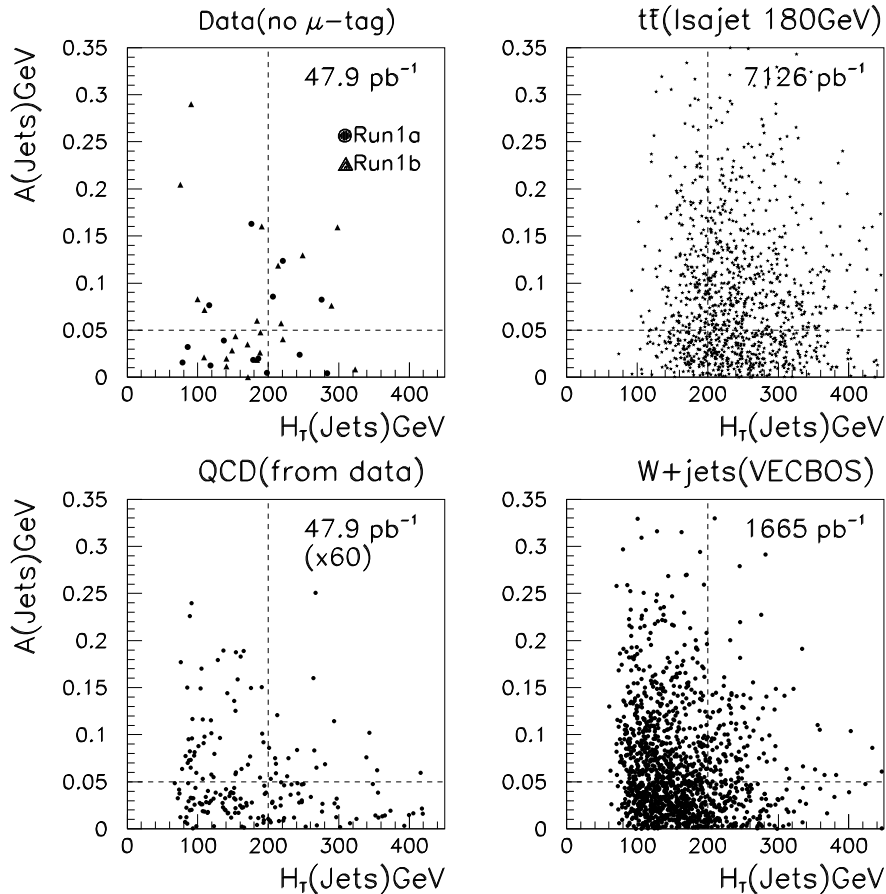 Data(no μ-tag)
A(Jets)GeV
0.35
0.3
0.25
0.2
0.15
0.1
0.05
0
47.9 pb⁻¹
Run1a
Run1b
0 100 200 300 400
H_T(Jets)GeV
tt̄(Isajet 180GeV)
0.35
0.3
0.25
0.2
0.15
0.1
0.05
0
7126 pb⁻¹
0 100 200 300 400
H_T(Jets)GeV
QCD(from data)
A(Jets)GeV
0.35
0.3
0.25
0.2
0.15
0.1
0.05
0
47.9 pb⁻¹
(x60)
0 100 200 300 400
H_T(Jets)GeV
W+jets(VECBOS)
0.35
0.3
0.25
0.2
0.15
0.1
0.05
0
1665 pb⁻¹
0 100 200 300 400
H_T(Jets)GeV